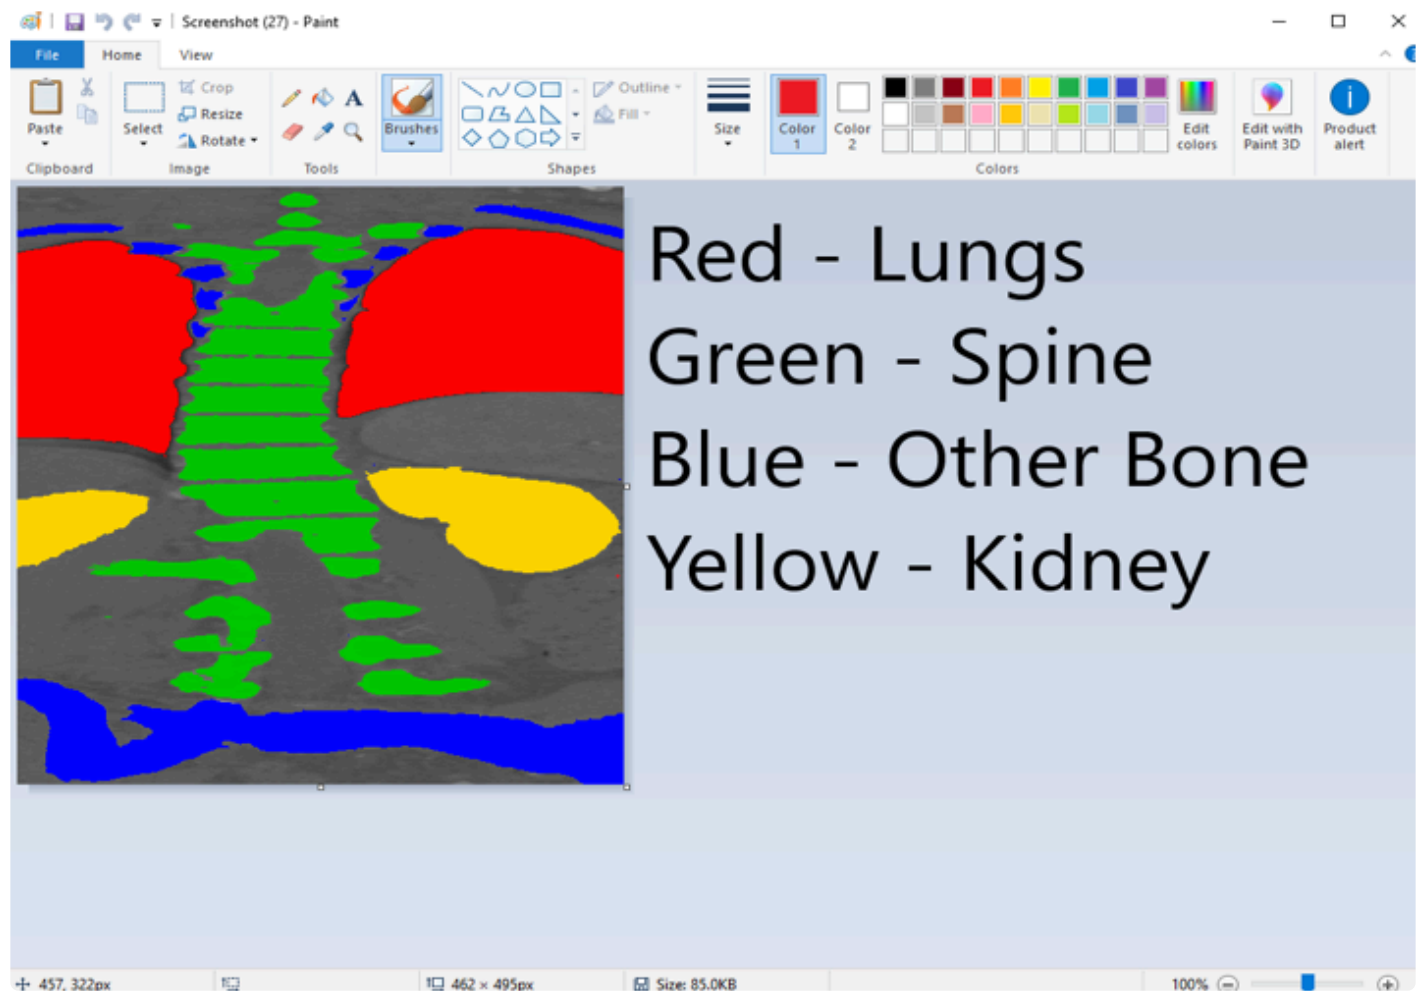 Screenshot (27) - Paint
File Home View
Paste
Clipboard
Select
Crop
Resize
Rotate
Image
A
Tools
Brushes
Outline
Fill
Shapes
Size
Color 1
Color 2
Edit colors
Colors
Edit with Paint 3D
Product alert
Red - Lungs
Green - Spine
Blue - Other Bone
Yellow - Kidney
457, 322px
462 × 495px
Size: 85.0KB
100%